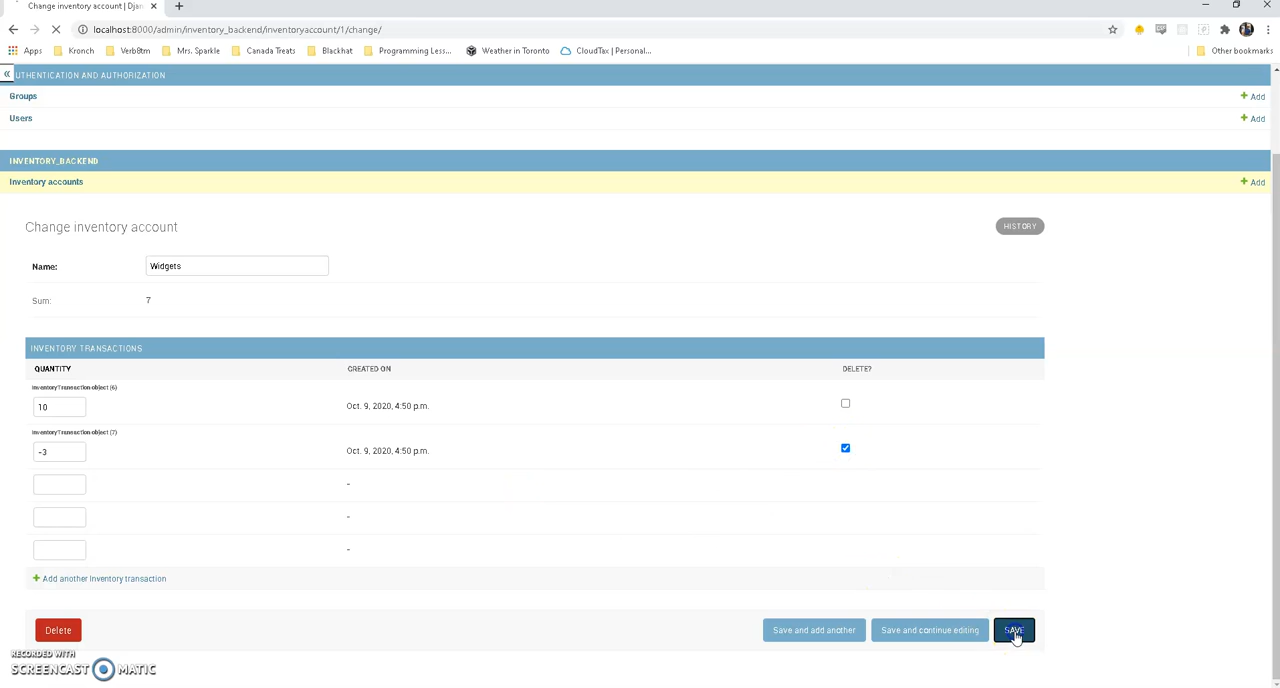 Change inventory account | Djan
localhost:8000/admin/inventory_backend/inventoryaccount/1/change/
Apps Kronch Verb8tm Mrs. Sparkle Canada Treats Blackhat Programming Less... Weather in Toronto CloudTax | Personal... Other bookmarks
« UTHENTICATION AND AUTHORIZATION
Groups + Add
Users + Add
INVENTORY_BACKEND
Inventory accounts + Add
Change inventory account HISTORY
Name: Widgets
Sum: 7
INVENTORY TRANSACTIONS
QUANTITY CREATED ON DELETE?
InventoryTransaction object (6)
10 Oct. 9, 2020, 4:50 p.m.
InventoryTransaction object (7)
-3 Oct. 9, 2020, 4:50 p.m.
-
-
-
+ Add another Inventory transaction
Delete Save and add another Save and continue editing SAVE
RECORDED WITH
SCREENCAST MATIC